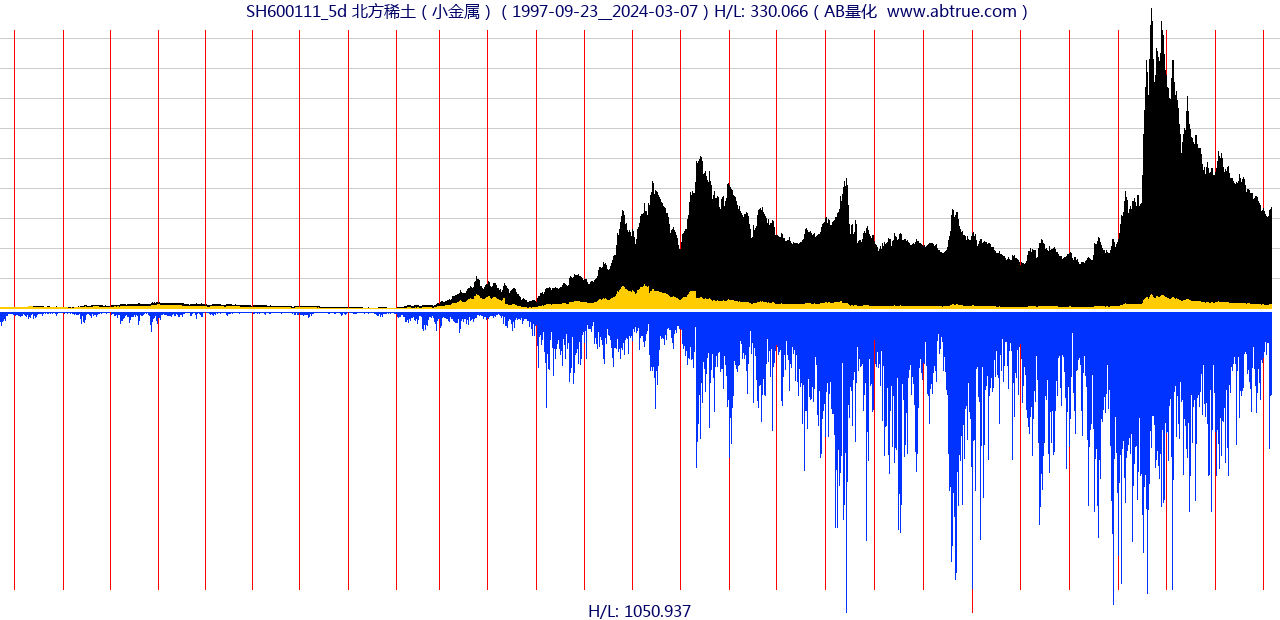 SH600111_5d 北方稀土 ( 小金属 ) ( 1997-09-23__2024-03-07 ) H/L: 330.066 ( AB量化 www.abtrue.com )
H/L: 1050.937